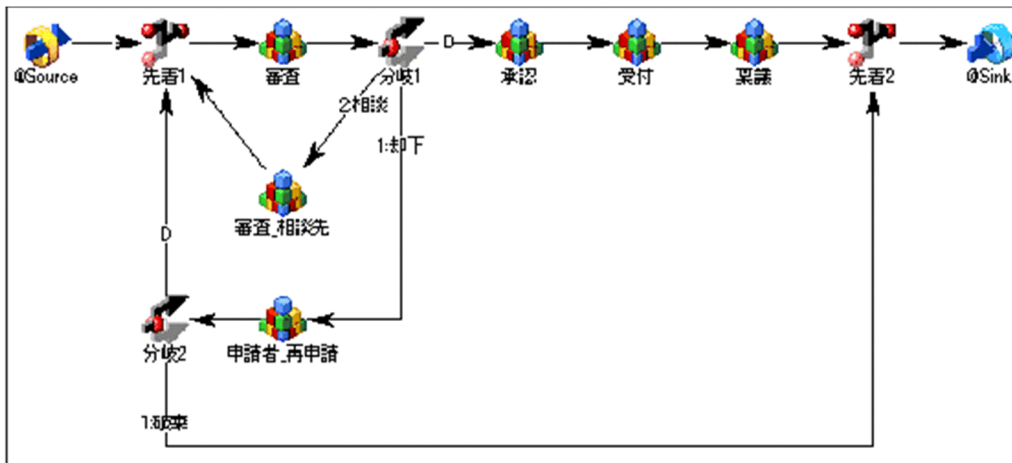 @Source
先着1
審査
分岐1
D
承認
受付
稟議
先着2
@Sink
2:相談
1:却下
審査_相談先
D
分岐2
申請者_再申請
1:破棄